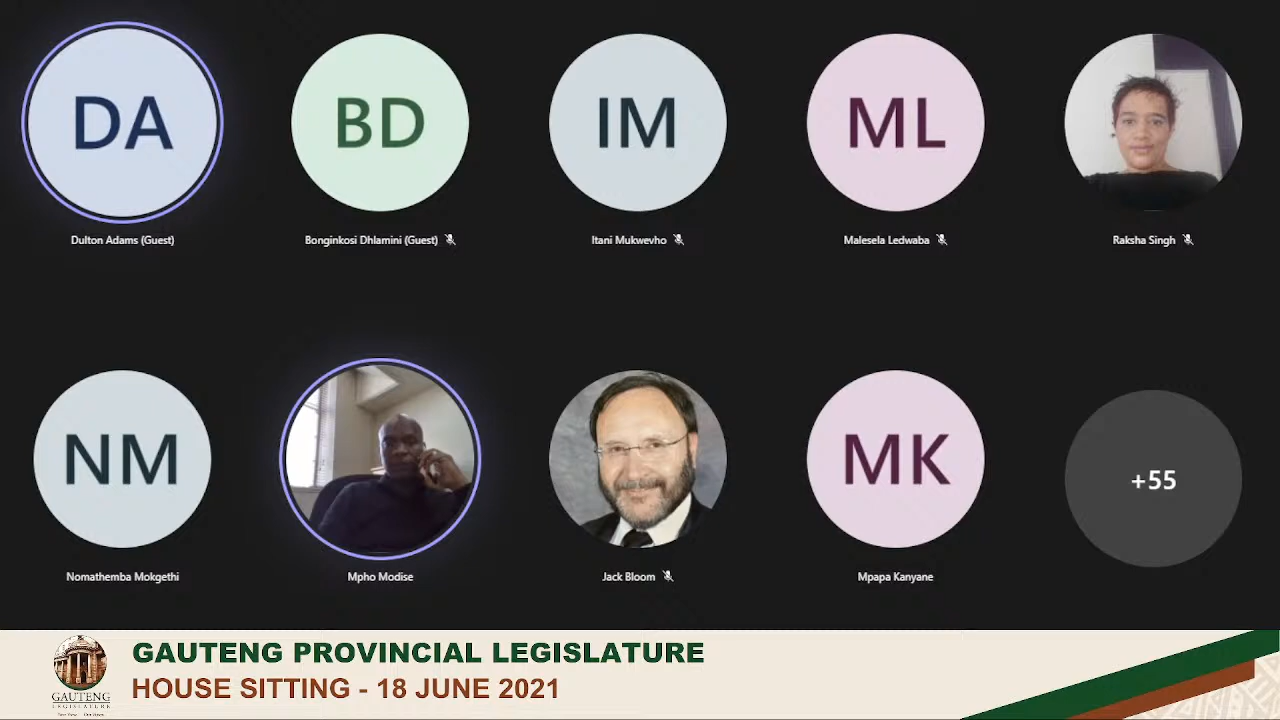 DA
BD
IM
ML
Dulton Adams (Guest)
Bonginkosi Dhlamini (Guest)
Itani Mukwevho
Malesela Ledwaba
Raksha Singh
NM
MK
+55
Nomathemba Mokgethi
Mpho Modise
Jack Bloom
Mpapa Kanyane
GAUTENG PROVINCIAL LEGISLATURE
HOUSE SITTING - 18 JUNE 2021
GAUTENG
LEGISLATURE